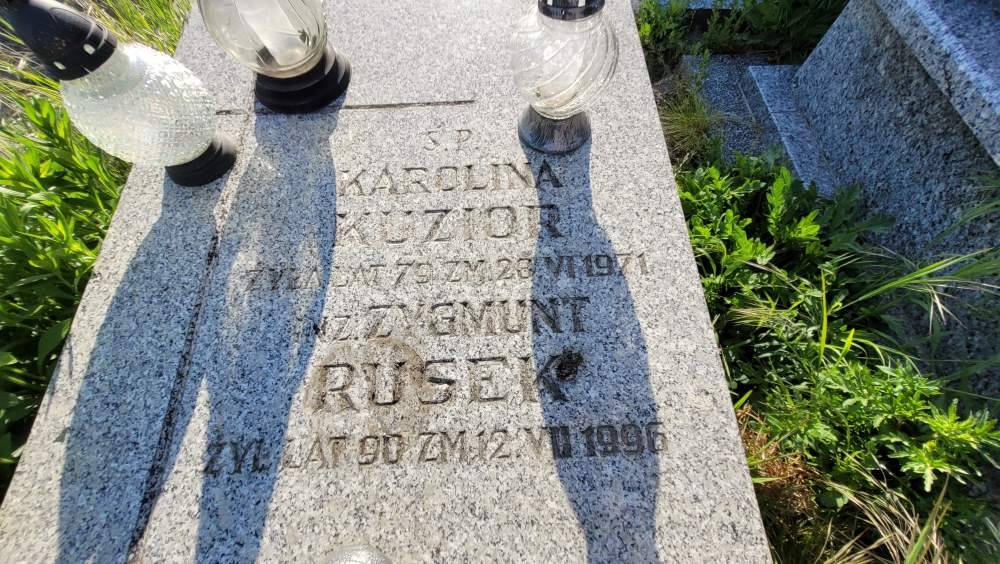 Ś.P.
KAROLINA
KUZIOR
ŻYŁA LAT 79 ZM. 28 VI 1971
INŻ. ZYGMUNT
RUSEK
ŻYŁ LAT 90 ZM. 12. VII 1996